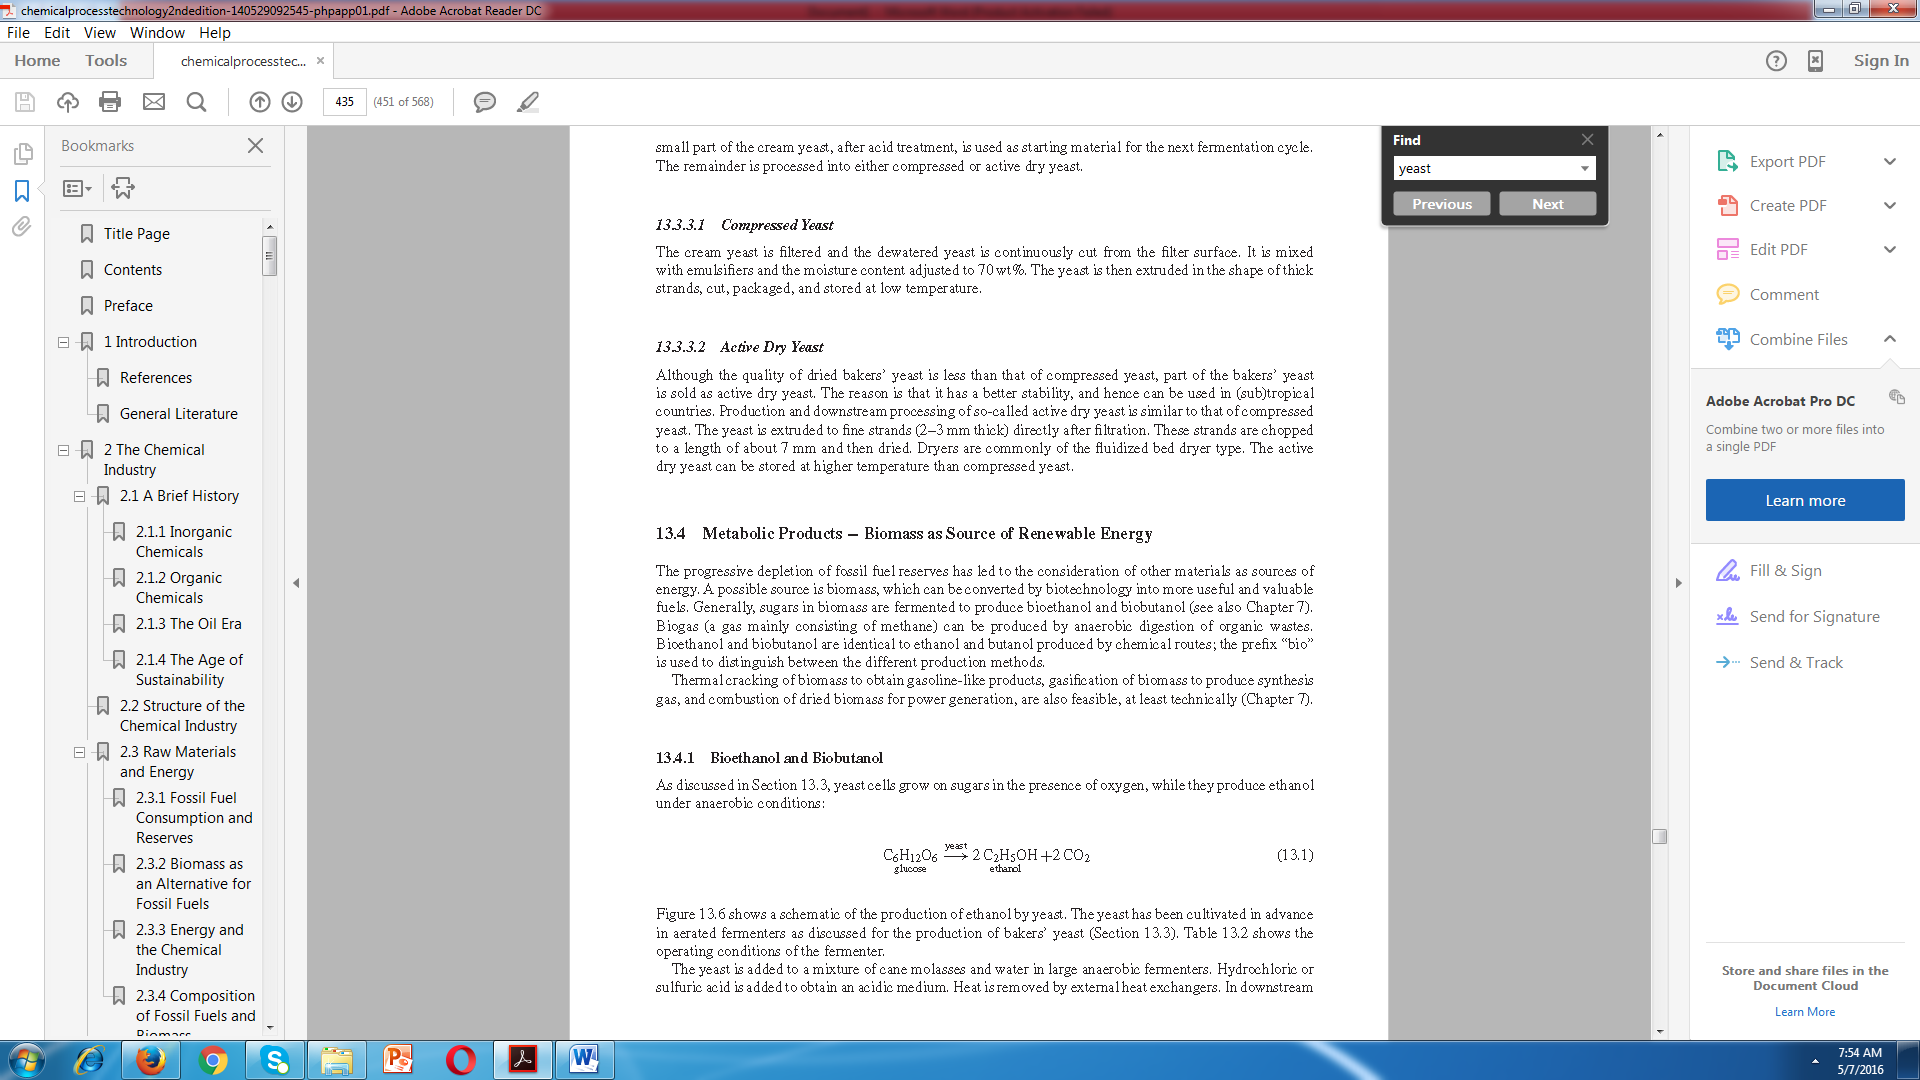 chemicalprocesstechnology2ndedition-140529092545-phpapp01.pdf - Adobe Acrobat Reader DC
File Edit View Window Help
Home Tools chemicalprocesstec... × Sign In
435 (451 of 568)
Bookmarks
Title Page
Contents
Preface
1 Introduction
References
General Literature
2 The Chemical
Industry
2.1 A Brief History
2.1.1 Inorganic
Chemicals
2.1.2 Organic
Chemicals
2.1.3 The Oil Era
2.1.4 The Age of
Sustainability
2.2 Structure of the
Chemical Industry
2.3 Raw Materials
and Energy
2.3.1 Fossil Fuel
Consumption and
Reserves
2.3.2 Biomass as
an Alternative for
Fossil Fuels
2.3.3 Energy and
the Chemical
Industry
2.3.4 Composition
of Fossil Fuels and
Biomass
small part of the cream yeast, after acid treatment, is used as starting material for the next fermentation cycle.
The remainder is processed into either compressed or active dry yeast.
13.3.3.1 Compressed Yeast
The cream yeast is filtered and the dewatered yeast is continuously cut from the filter surface. It is mixed
with emulsifiers and the moisture content adjusted to 70 wt%. The yeast is then extruded in the shape of thick
strands, cut, packaged, and stored at low temperature.
13.3.3.2 Active Dry Yeast
Although the quality of dried bakers’ yeast is less than that of compressed yeast, part of the bakers’ yeast
is sold as active dry yeast. The reason is that it has a better stability, and hence can be used in (sub)tropical
countries. Production and downstream processing of so-called active dry yeast is similar to that of compressed
yeast. The yeast is extruded to fine strands (2–3 mm thick) directly after filtration. These strands are chopped
to a length of about 7 mm and then dried. Dryers are commonly of the fluidized bed dryer type. The active
dry yeast can be stored at higher temperature than compressed yeast.
13.4 Metabolic Products – Biomass as Source of Renewable Energy
The progressive depletion of fossil fuel reserves has led to the consideration of other materials as sources of
energy. A possible source is biomass, which can be converted by biotechnology into more useful and valuable
fuels. Generally, sugars in biomass are fermented to produce bioethanol and biobutanol (see also Chapter 7).
Biogas (a gas mainly consisting of methane) can be produced by anaerobic digestion of organic wastes.
Bioethanol and biobutanol are identical to ethanol and butanol produced by chemical routes; the prefix “bio”
is used to distinguish between the different production methods.
Thermal cracking of biomass to obtain gasoline-like products, gasification of biomass to produce synthesis
gas, and combustion of dried biomass for power generation, are also feasible, at least technically (Chapter 7).
13.4.1 Bioethanol and Biobutanol
As discussed in Section 13.3, yeast cells grow on sugars in the presence of oxygen, while they produce ethanol
under anaerobic conditions:
yeast
C₆H₁₂O₆ ⟶ 2 C₂H₅OH +2 CO₂ (13.1)
glucose ethanol
Figure 13.6 shows a schematic of the production of ethanol by yeast. The yeast has been cultivated in advance
in aerated fermenters as discussed for the production of bakers’ yeast (Section 13.3). Table 13.2 shows the
operating conditions of the fermenter.
The yeast is added to a mixture of cane molasses and water in large anaerobic fermenters. Hydrochloric or
sulfuric acid is added to obtain an acidic medium. Heat is removed by external heat exchangers. In downstream
Find
yeast
Previous Next
Export PDF
Create PDF
Edit PDF
Comment
Combine Files
Adobe Acrobat Pro DC
Combine two or more files into
a single PDF
Learn more
Fill & Sign
Send for Signature
Send & Track
Store and share files in the
Document Cloud
Learn More
7:54 AM
5/7/2016